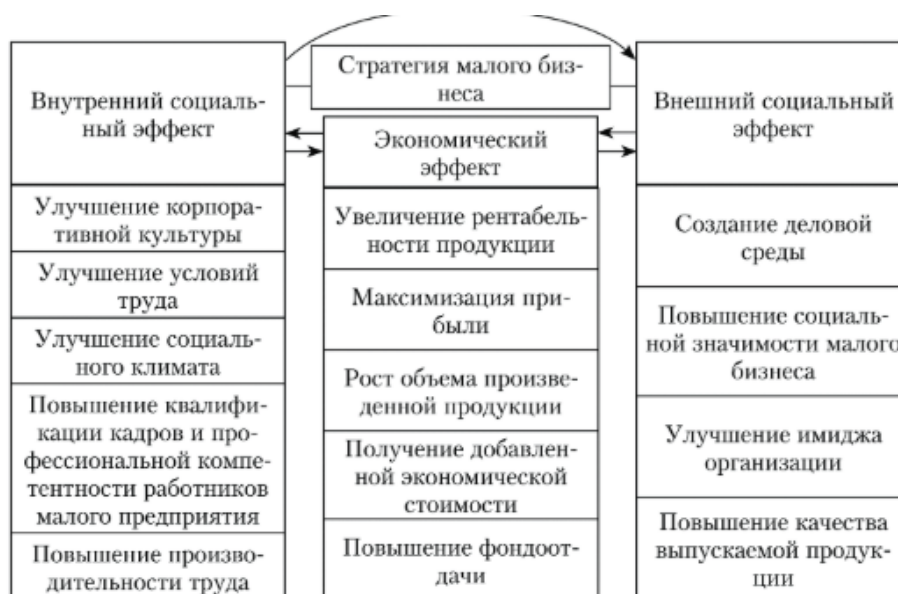 Внутренний социаль-
ный эффект
Улучшение корпора-
тивной культуры
Улучшение условий
труда
Улучшение социаль-
ного климата
Повышение квалифи-
кации кадров и про-
фессиональной компе-
тентности работников
малого предприятия
Повышение произво-
дительности труда
Стратегия малого биз-
неса
Экономический
эффект
Увеличение рентабель-
ности продукции
Максимизация при-
были
Рост объема произве-
денной продукции
Получение добавлен-
ной экономической
стоимости
Повышение фондоот-
дачи
Внешний социальный
эффект
Создание деловой
среды
Повышение социаль-
ной значимости малого
бизнеса
Улучшение имиджа
организации
Повышение качества
выпускаемой продук-
ции